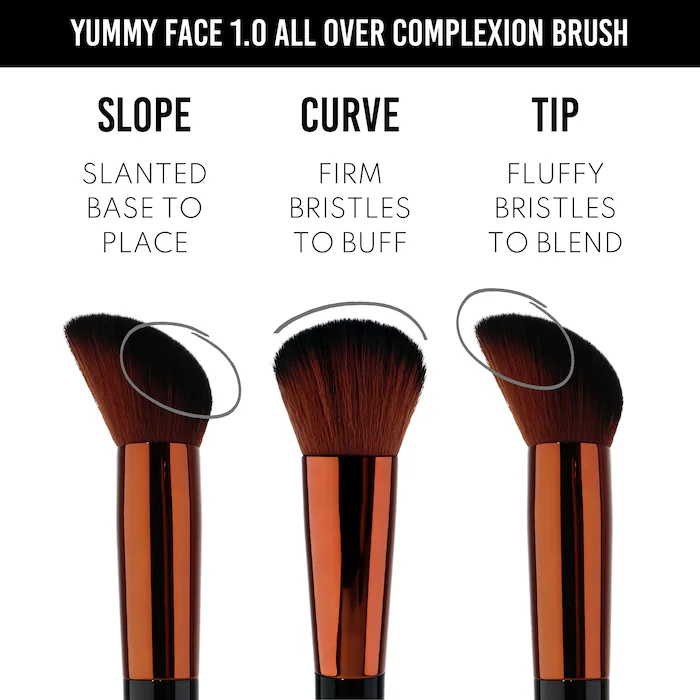 YUMMY FACE 1.0 ALL OVER COMPLEXION BRUSH
SLOPE
SLANTED
BASE TO
PLACE
CURVE
FIRM
BRISTLES
TO BUFF
TIP
FLUFFY
BRISTLES
TO BLEND